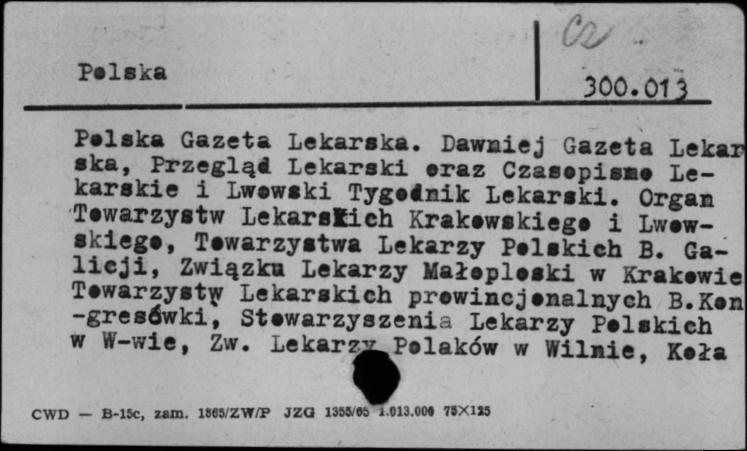 Cz
Polska
300.013
Polska Gazeta Lekarska. Dawniej Gazeta Lekar
ska, Przegląd Lekarski oraz Czasopismo Le-
karskie i Lwowski Tygodnik Lekarski. Organ
Towarzystw Lekarskich Krakowskiego i Lwow-
skiego, Towarzystwa Lekarzy Polskich B. Ga-
licji, Związku Lekarzy Małoploski w Krakowie
Towarzystw Lekarskich prowincjonalnych B.Kon
-gresówki, Stowarzyszenia Lekarzy Polskich
w W-wie, Zw. Lekarzy Polaków w Wilnie, Koła
CWD — B-15c, zam. 1865/ZW/P JZG 1355/65 1.013.000 75X125